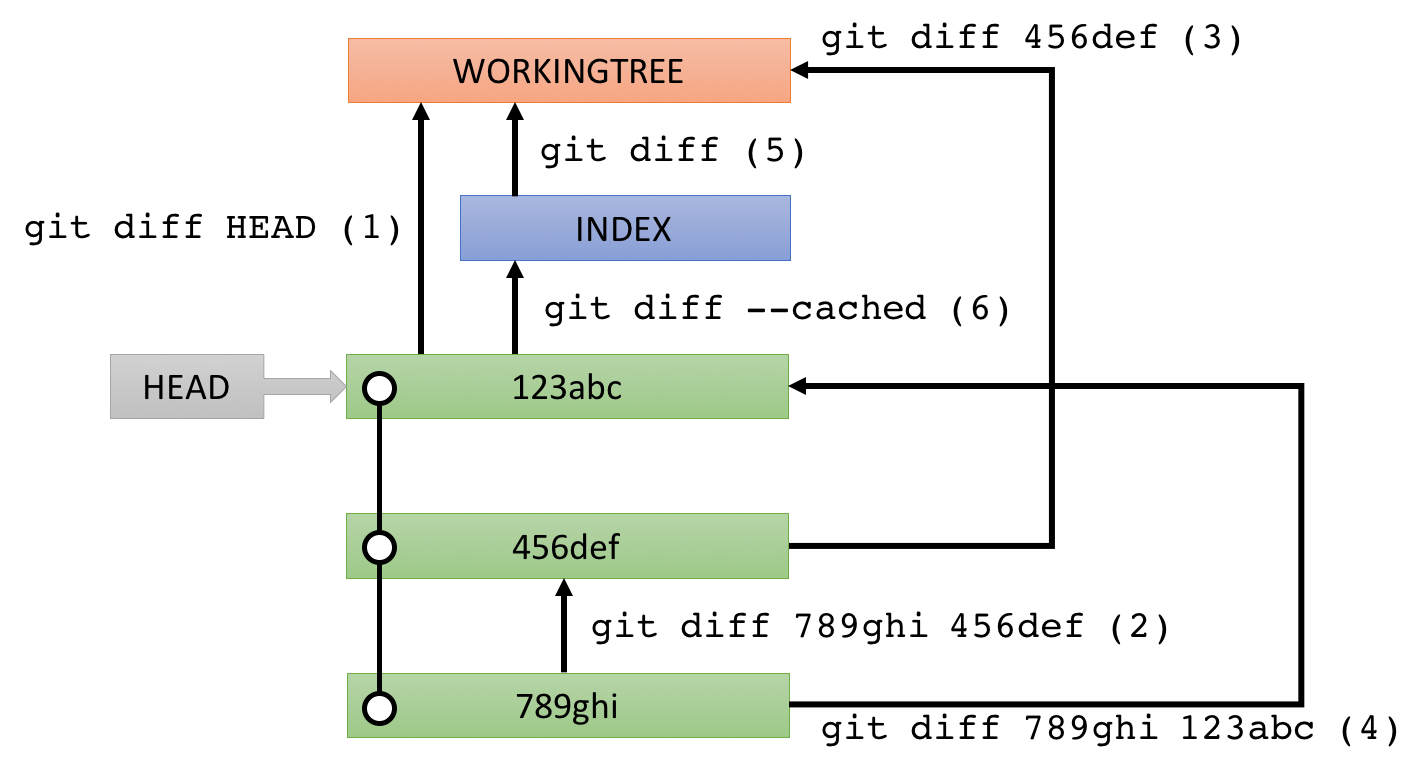 git diff 456def (3)
WORKINGTREE
git diff (5)
git diff HEAD (1)
INDEX
git diff --cached (6)
HEAD
123abc
456def
git diff 789ghi 456def (2)
789ghi
git diff 789ghi 123abc (4)